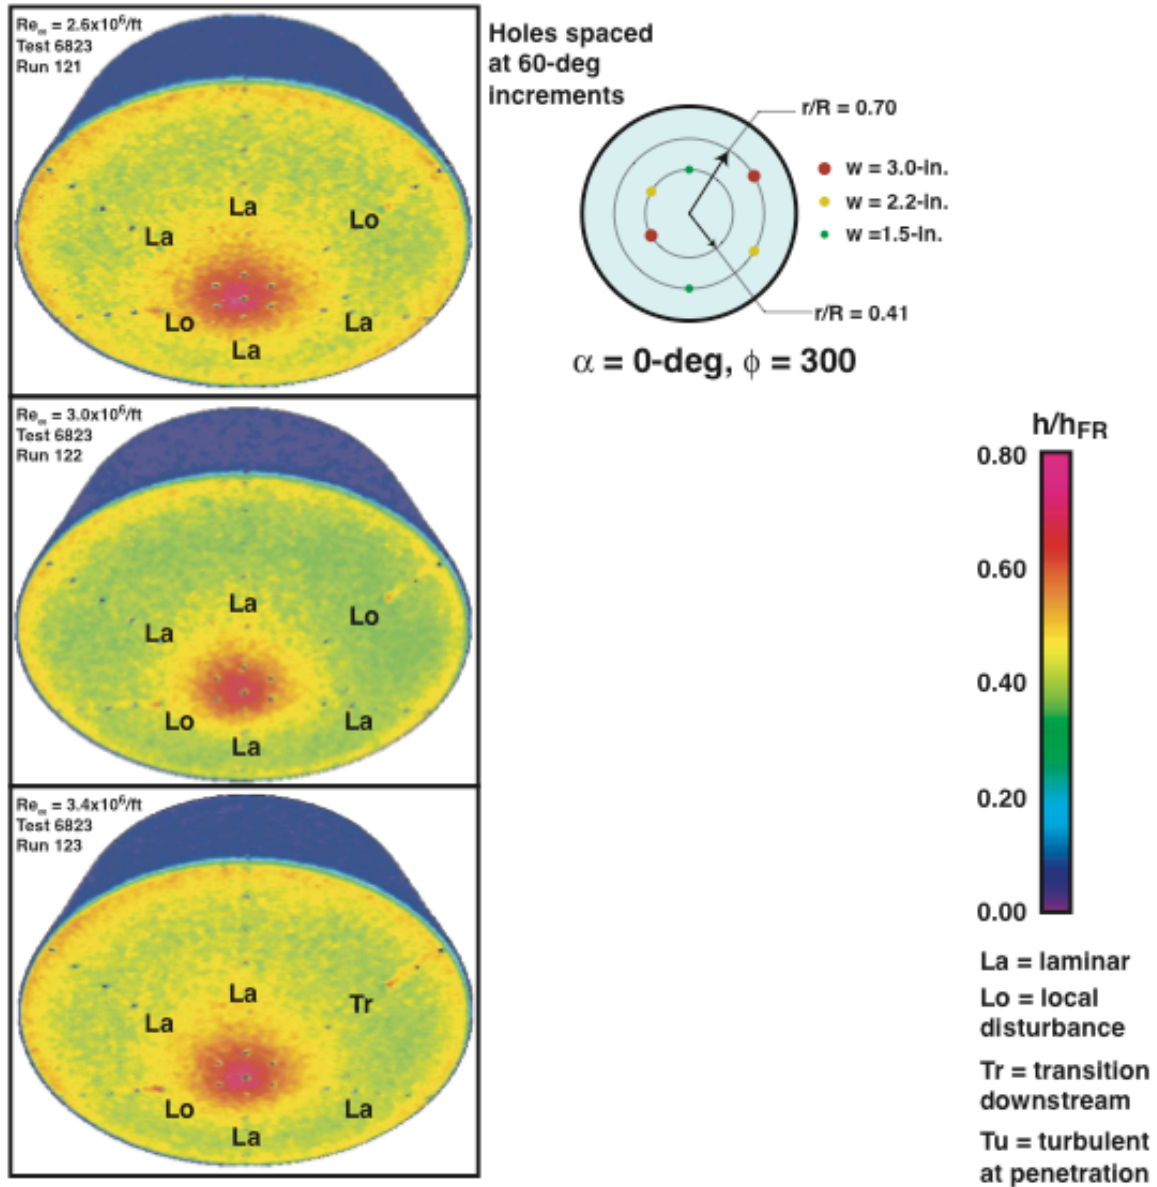 Re∞ = 2.6x10⁶/ft
Test 6823
Run 121
La
Lo
La
Lo
La
La
Holes spaced
at 60-deg
increments
r/R = 0.70
w = 3.0-in.
w = 2.2-in.
w =1.5-in.
r/R = 0.41
α = 0-deg, ϕ = 300
Re∞ = 3.0x10⁶/ft
Test 6823
Run 122
La
Lo
La
Lo
La
La
Re∞ = 3.4x10⁶/ft
Test 6823
Run 123
La
Tr
La
Lo
La
La
h/hFR
0.80
0.60
0.40
0.20
0.00
La = laminar
Lo = local
disturbance
Tr = transition
downstream
Tu = turbulent
at penetration